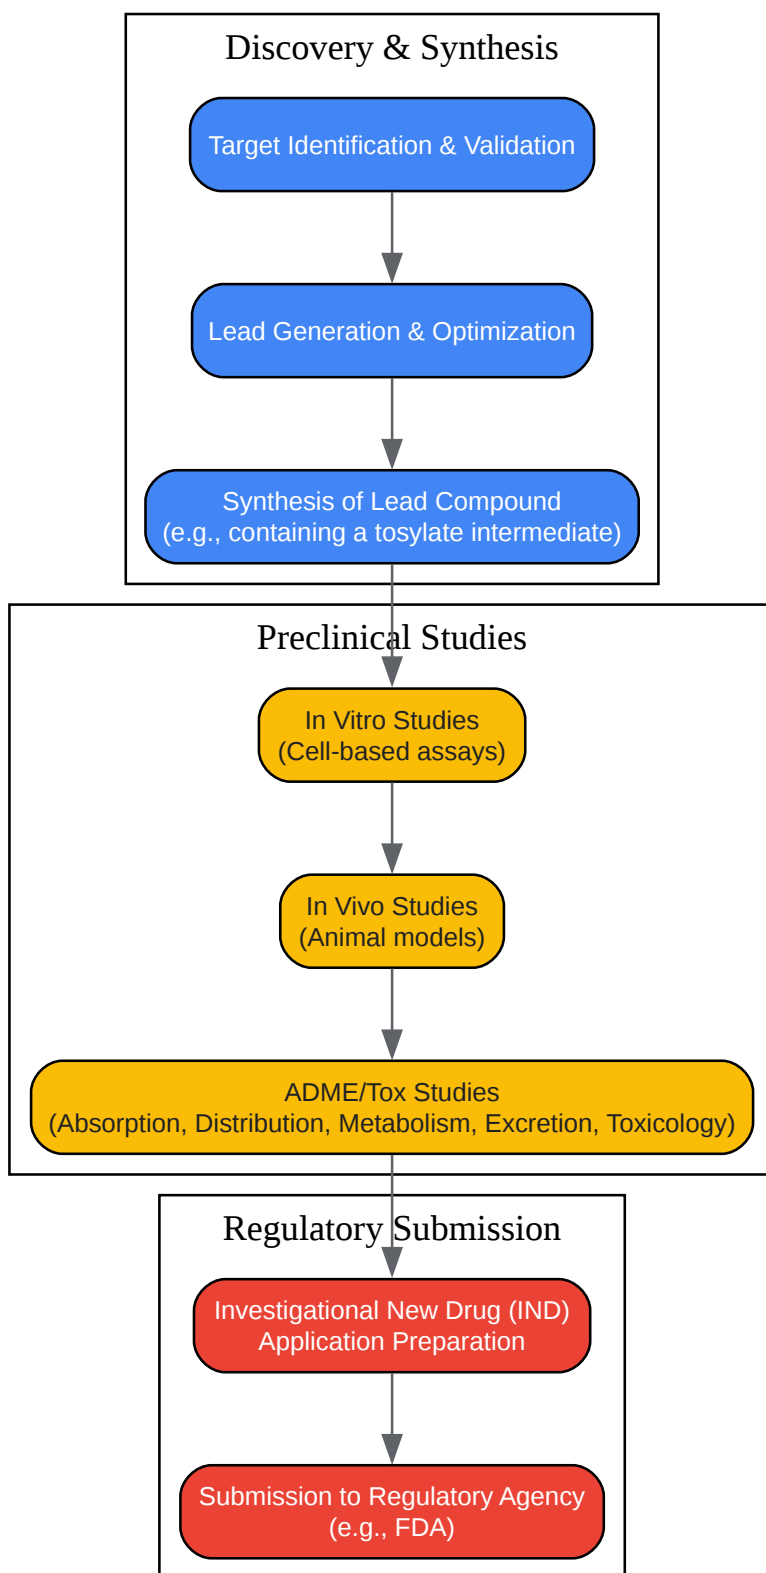 Discovery & Synthesis
Target Identification & Validation
Lead Generation & Optimization
Synthesis of Lead Compound
(e.g., containing a tosylate intermediate)
Preclinical Studies
In Vitro Studies
(Cell-based assays)
In Vivo Studies
(Animal models)
ADME/Tox Studies
(Absorption, Distribution, Metabolism, Excretion, Toxicology)
Regulatory Submission
Investigational New Drug (IND)
Application Preparation
Submission to Regulatory Agency
(e.g., FDA)